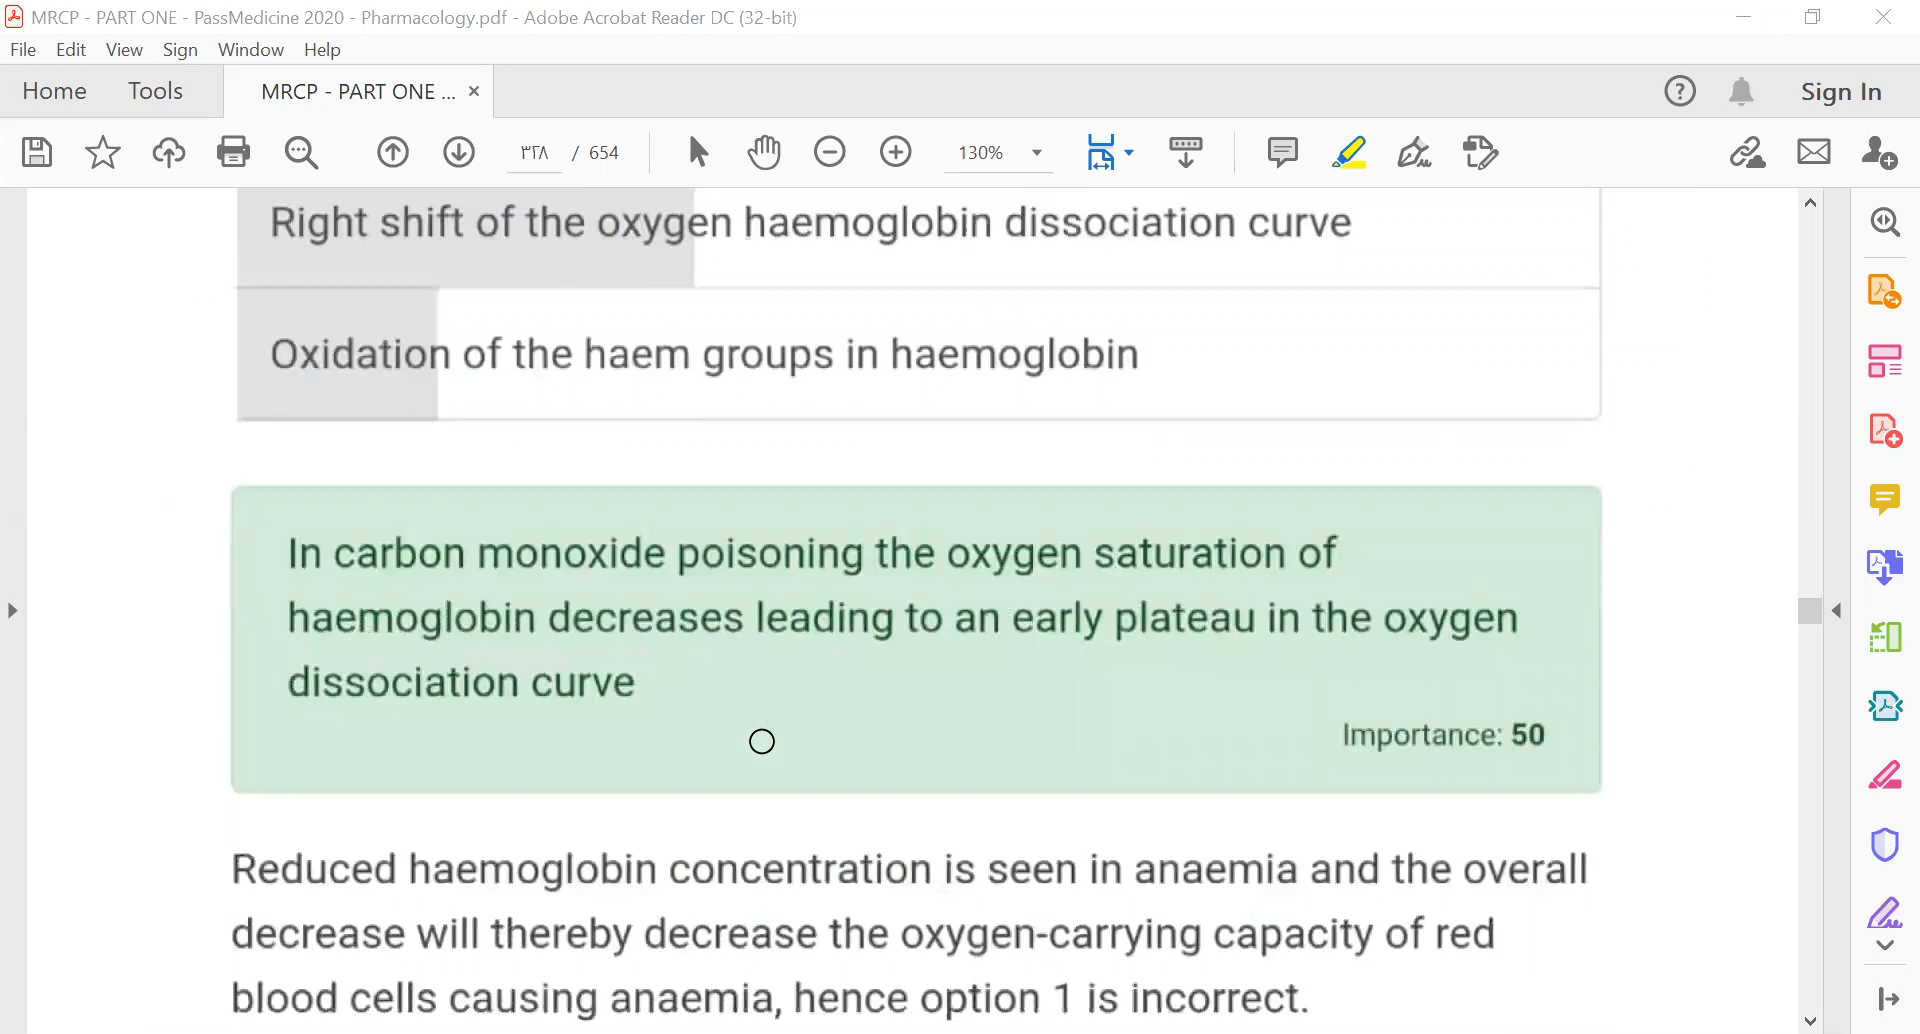 MRCP - PART ONE - PassMedicine 2020 - Pharmacology.pdf - Adobe Acrobat Reader DC (32-bit)
File Edit View Sign Window Help
Home Tools MRCP - PART ONE ... × Sign In
٣٢٨ / 654 130%
Right shift of the oxygen haemoglobin dissociation curve
Oxidation of the haem groups in haemoglobin
In carbon monoxide poisoning the oxygen saturation of
haemoglobin decreases leading to an early plateau in the oxygen
dissociation curve
Importance: 50
Reduced haemoglobin concentration is seen in anaemia and the overall
decrease will thereby decrease the oxygen-carrying capacity of red
blood cells causing anaemia, hence option 1 is incorrect.